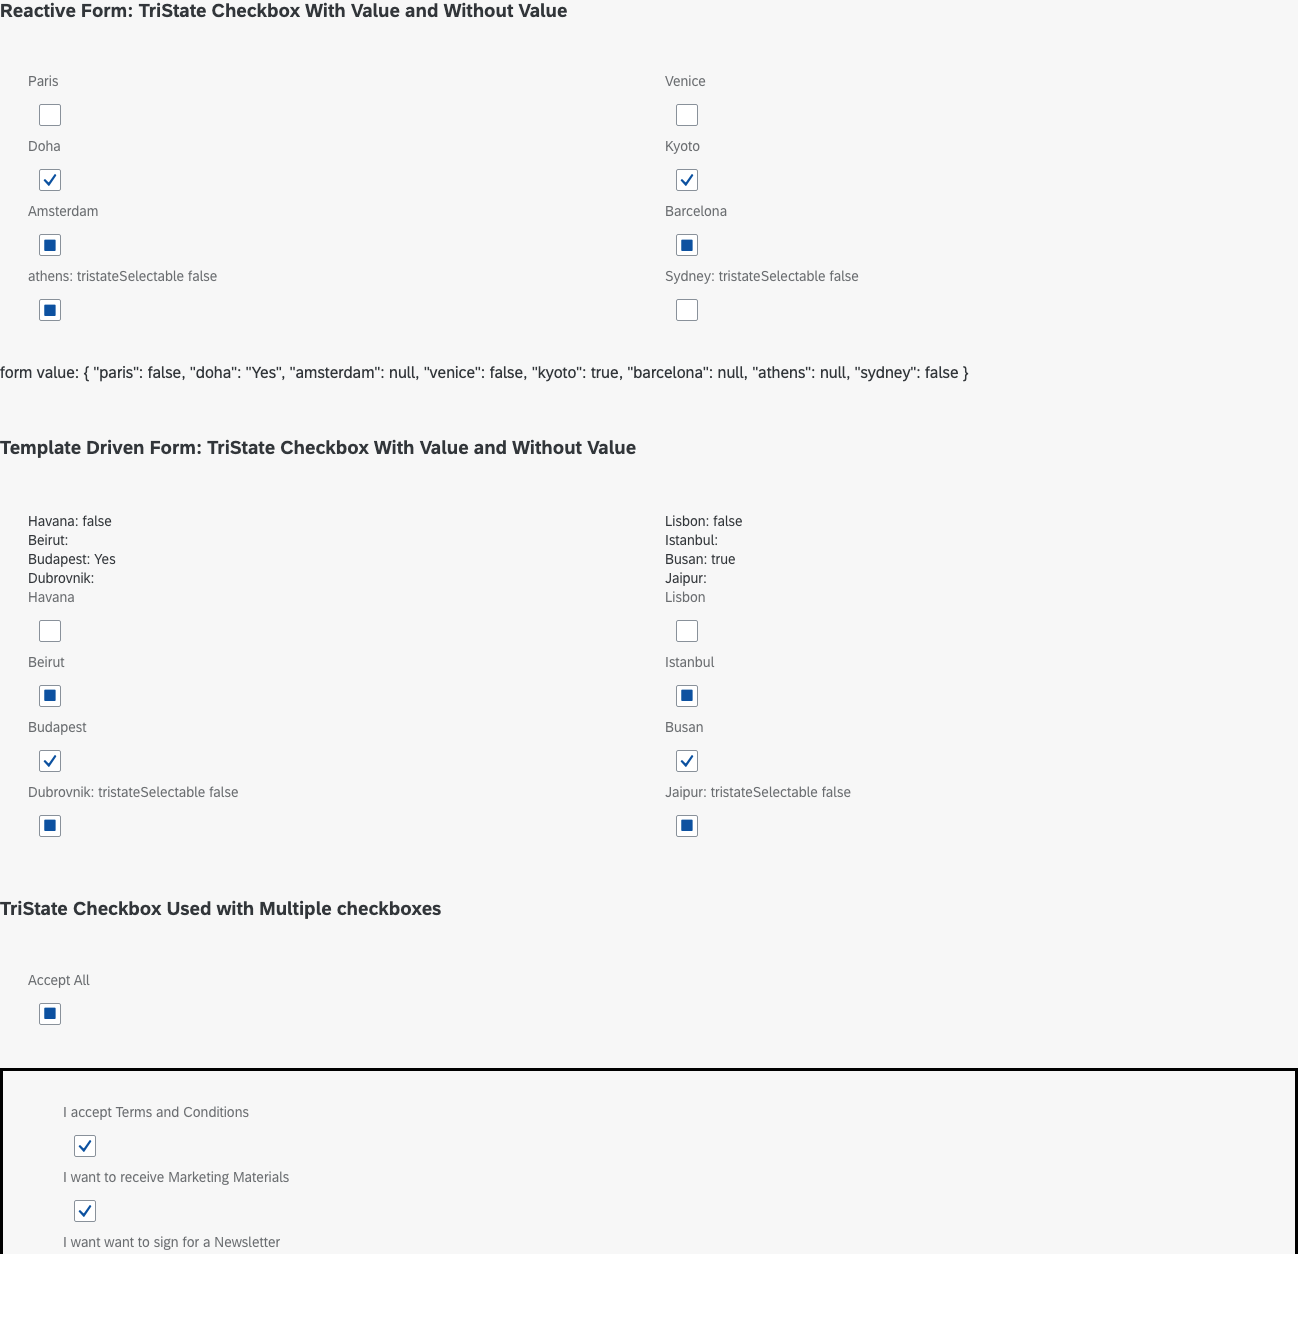 Reactive Form: TriState Checkbox With Value and Without Value
Paris
Venice
Doha
Kyoto
Amsterdam
Barcelona
athens: tristateSelectable false
Sydney: tristateSelectable false
form value: { "paris": false, "doha": "Yes", "amsterdam": null, "venice": false, "kyoto": true, "barcelona": null, "athens": null, "sydney": false }
Template Driven Form: TriState Checkbox With Value and Without Value
Havana: false
Beirut:
Budapest: Yes
Dubrovnik:
Havana
Beirut
Budapest
Dubrovnik: tristateSelectable false
Lisbon: false
Istanbul:
Busan: true
Jaipur:
Lisbon
Istanbul
Busan
Jaipur: tristateSelectable false
TriState Checkbox Used with Multiple checkboxes
Accept All
I accept Terms and Conditions
I want to receive Marketing Materials
I want want to sign for a Newsletter